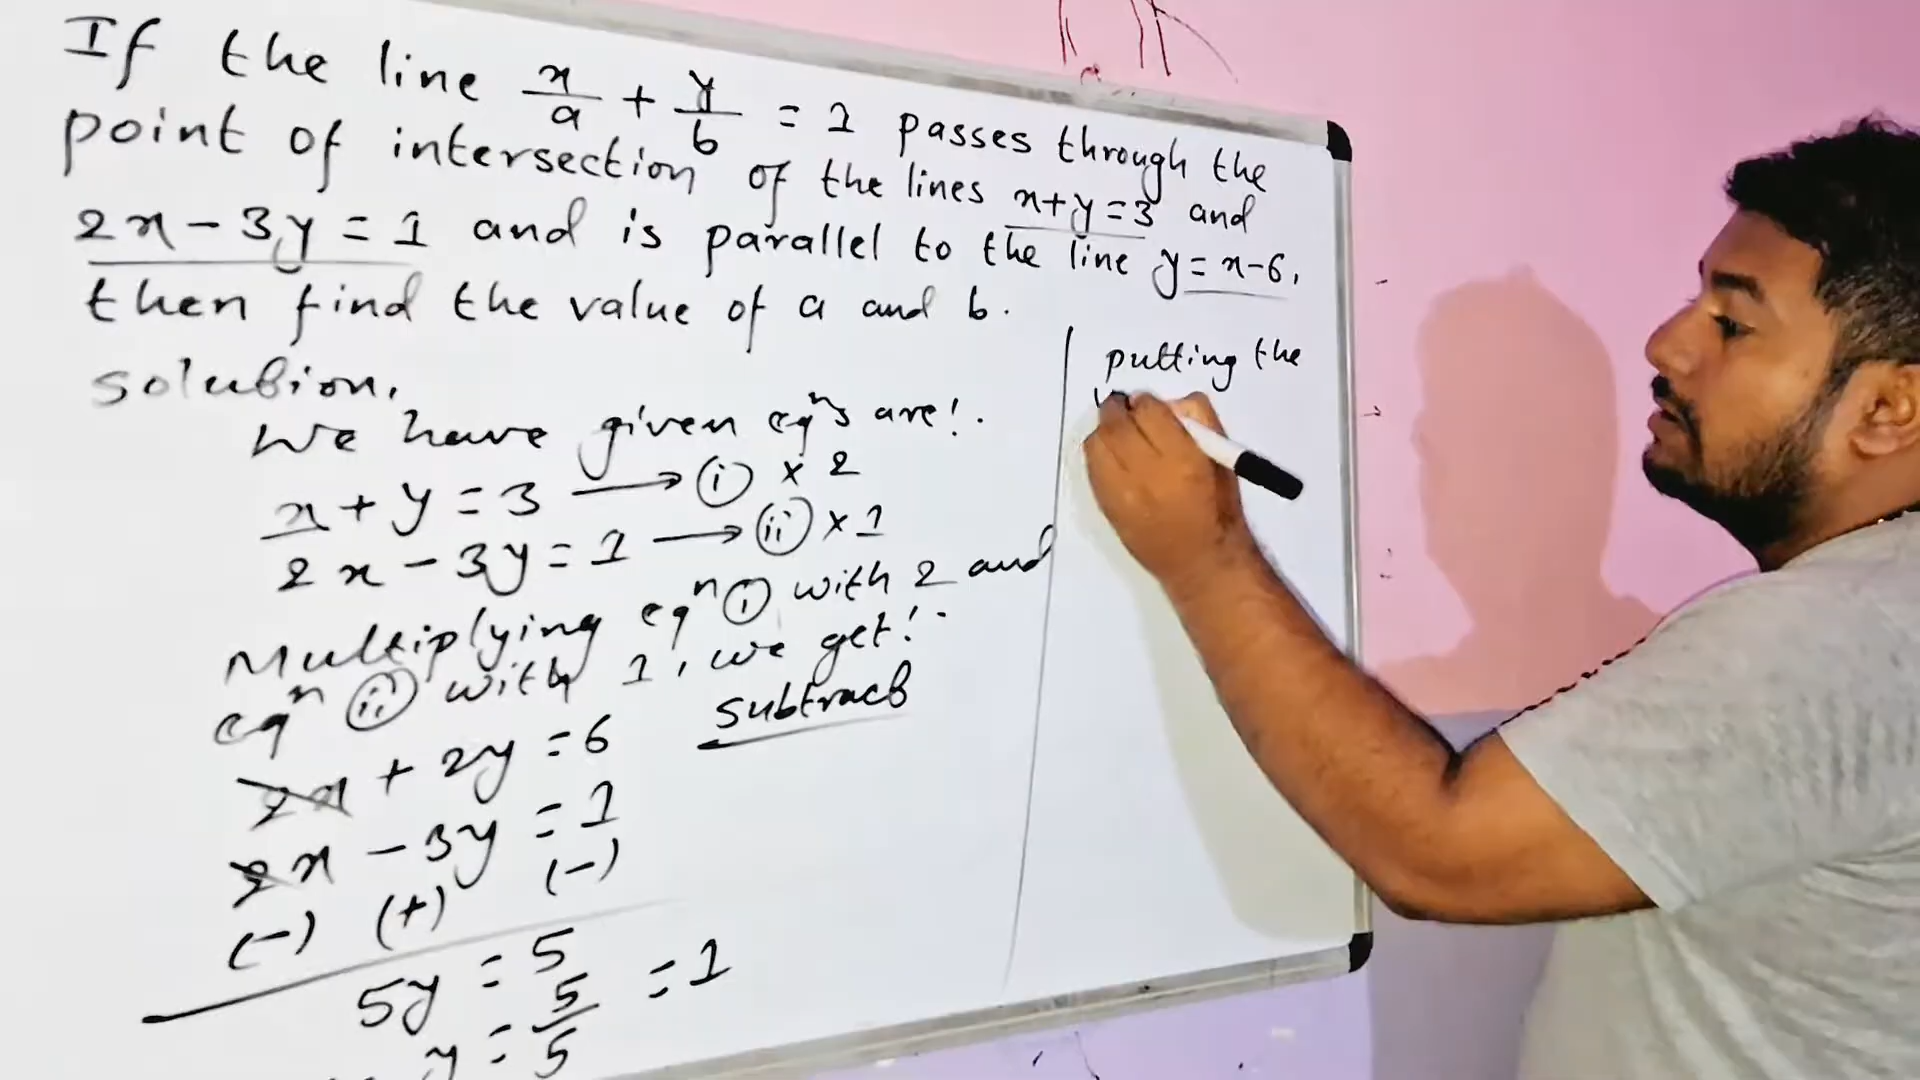 If the line x/a + y/b = 1 passes through the
point of intersection of the lines x+y=3 and
2x-3y=1 and is parallel to the line y=x-6,
then find the value of a and b.
solution,
We have given eqⁿs are!.
x+y=3 → (i) × 2
2x-3y=1 → (ii) × 1
Multiplying eqⁿ (i) with 2 and
eqⁿ (ii) with 1, we get!.
subtract
2x + 2y = 6
2x - 3y = 1
(-) (+) (-)
5y = 5
y = 5/5 = 1
putting the